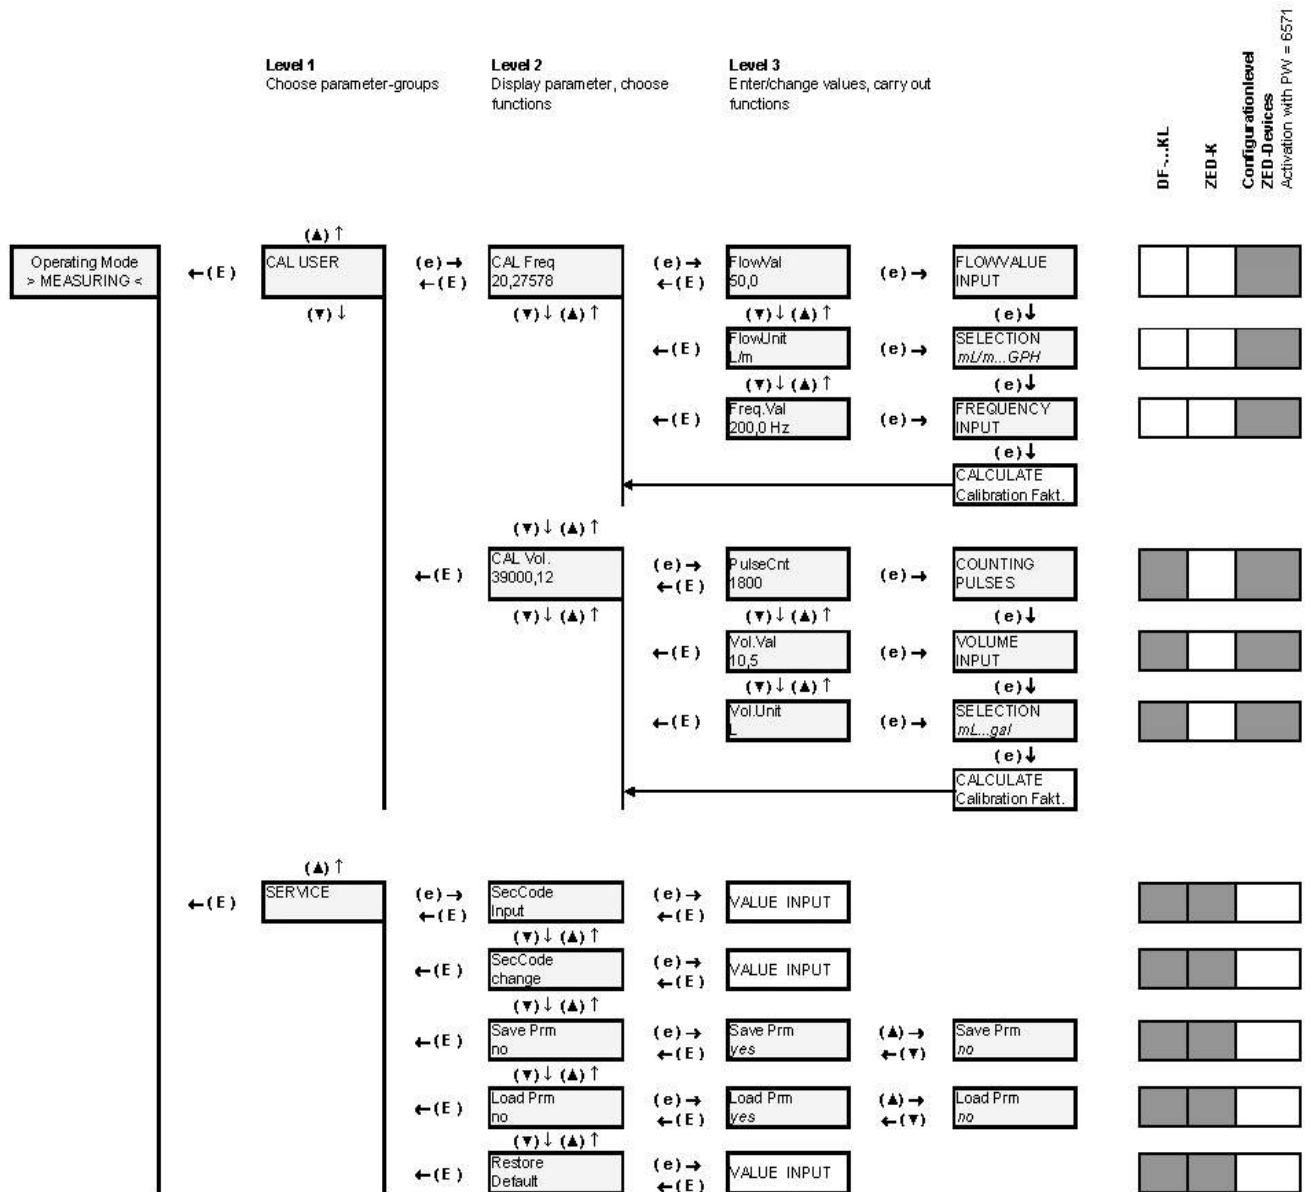 Level 1
Choose parameter-groups
Level 2
Display parameter, choose
functions
Level 3
Enter/change values, carry out
functions
DF-...KL
ZED-K
Configurationlevel
ZED-Devices
Activation with PW = 6571
(▲) ↑
Operating Mode
> MEASURING <
←(E)
CAL USER
(e)→
←(E)
CAL Freq
20,27578
(e)→
←(E)
FlowVal
50,0
(e)→
FLOWVALUE
INPUT
(▼) ↓
(▼)↓ (▲) ↑
(▼)↓ (▲) ↑
(e)↓
←(E)
FlowUnit
L/m
(e)→
SELECTION
mL/m...GPH
(▼)↓ (▲) ↑
(e)↓
←(E)
Freq.Val
200,0 Hz
(e)→
FREQUENCY
INPUT
(e)↓
CALCULATE
Calibration Fakt.
(▼)↓ (▲) ↑
←(E)
CAL Vol.
39000,12
(e)→
←(E)
PulseCnt
1800
(e)→
COUNTING
PULSES
(▼)↓ (▲) ↑
(▼)↓ (▲) ↑
(e)↓
←(E)
Vol.Val
10,5
(e)→
VOLUME
INPUT
(▼)↓ (▲) ↑
(e)↓
←(E)
Vol.Unit
L
(e)→
SELECTION
mL...gal
(e)↓
CALCULATE
Calibration Fakt.
(▲) ↑
←(E)
SERVICE
(e)→
←(E)
SecCode
Input
(e)→
←(E)
VALUE INPUT
(▼)↓ (▲) ↑
←(E)
SecCode
change
(e)→
←(E)
VALUE INPUT
(▼)↓ (▲) ↑
←(E)
Save Prm
no
(e)→
←(E)
Save Prm
yes
(▲)→
←(▼)
Save Prm
no
(▼)↓ (▲) ↑
←(E)
Load Prm
no
(e)→
←(E)
Load Prm
yes
(▲)→
←(▼)
Load Prm
no
(▼)↓ (▲) ↑
←(E)
Restore
Default
(e)→
←(E)
VALUE INPUT